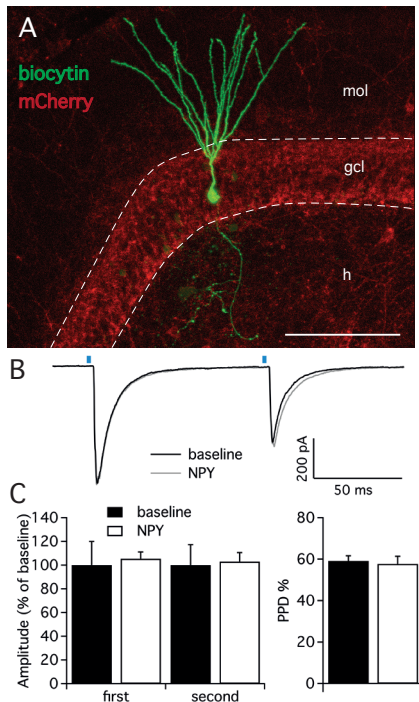 A
biocytin
mCherry
mol
gcl
h
B
baseline
NPY
200 pA
50 ms
C
baseline
NPY
Amplitude (% of baseline)
140
120
100
80
60
40
20
0
first
second
PPD %
80
60
40
20
0